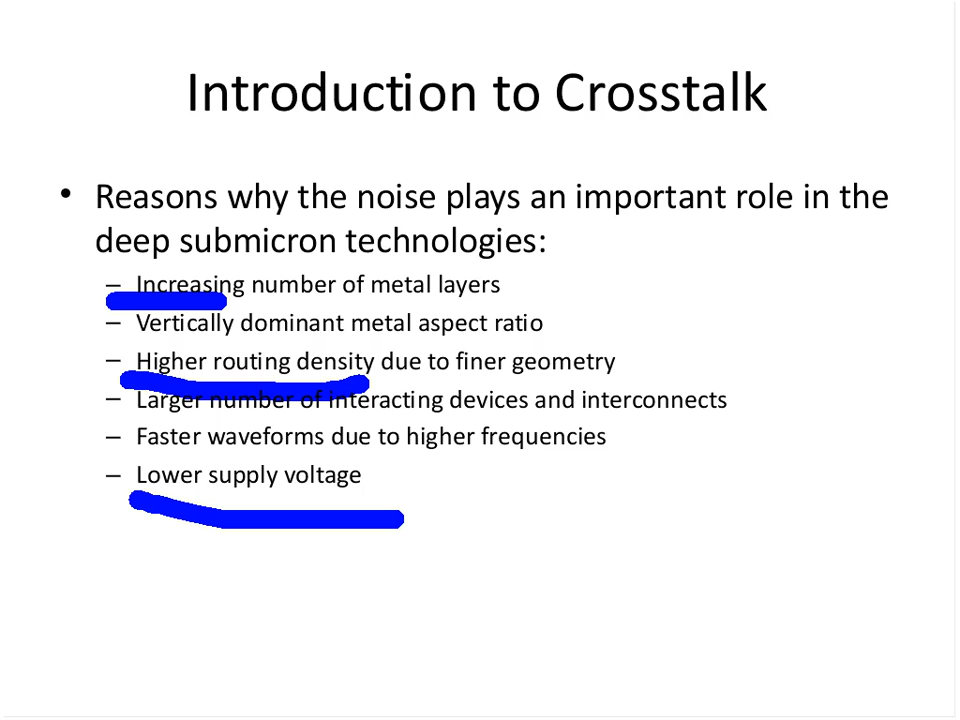 Introduction to Crosstalk
• Reasons why the noise plays an important role in the
deep submicron technologies:
– Increasing number of metal layers
– Vertically dominant metal aspect ratio
– Higher routing density due to finer geometry
– Larger number of interacting devices and interconnects
– Faster waveforms due to higher frequencies
– Lower supply voltage